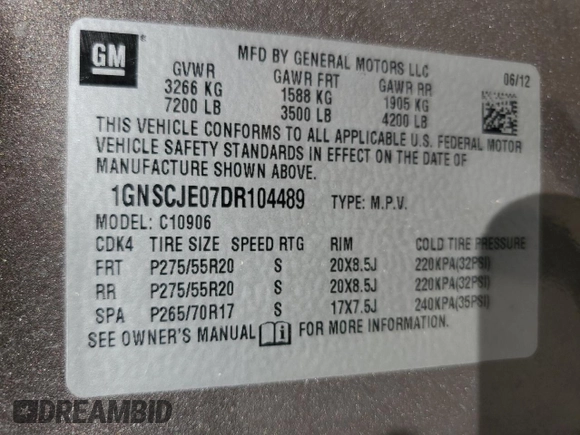 GM
MFD BY GENERAL MOTORS LLC
06/12
GVWR GAWR FRT GAWR RR
3266 KG 1588 KG 1905 KG
7200 LB 3500 LB 4200 LB
THIS VEHICLE CONFORMS TO ALL APPLICABLE U.S. FEDERAL MOTOR
VEHICLE SAFETY STANDARDS IN EFFECT ON THE DATE OF
MANUFACTURE SHOWN ABOVE.
1GNSCJE07DR104489 TYPE: M.P.V.
MODEL: C10906
CDK4 TIRE SIZE SPEED RTG RIM COLD TIRE PRESSURE
FRT P275/55R20 S 20X8.5J 220KPA(32PSI)
RR P275/55R20 S 20X8.5J 220KPA(32PSI)
SPA P265/70R17 S 17X7.5J 240KPA(35PSI)
SEE OWNER'S MANUAL FOR MORE INFORMATION.
DREAMBID